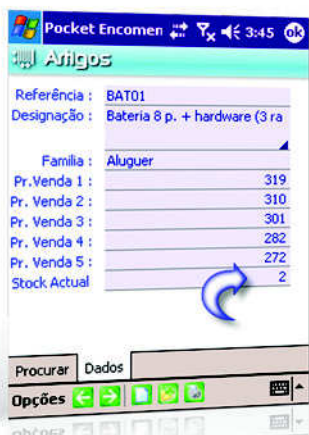 Pocket Encomen 3:45 ok
Artigos
Referência : BAT01
Designação : Bateria 8 p. + hardware (3 ra
Familia : Aluguer
Pr.Venda 1 : 319
Pr. Venda 2 : 310
Pr. Venda 3 : 301
Pr. Venda 4 : 282
Pr. Venda 5 : 272
Stock Actual 2
Procurar Dados
Opções